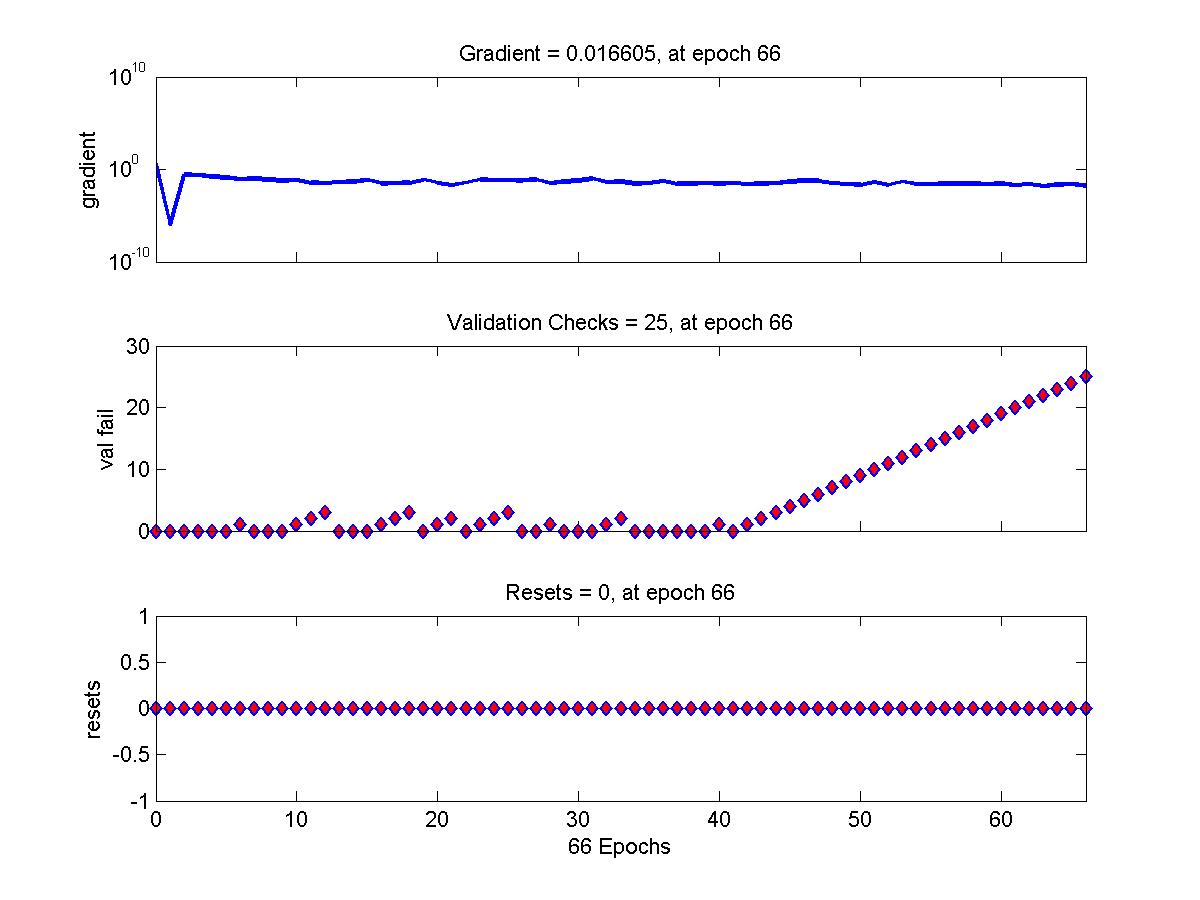 Gradient = 0.016605, at epoch 66
10^10
10^0
10^-10
gradient
Validation Checks = 25, at epoch 66
30
20
10
0
val fail
Resets = 0, at epoch 66
1
0.5
0
-0.5
-1
resets
0 10 20 30 40 50 60
66 Epochs